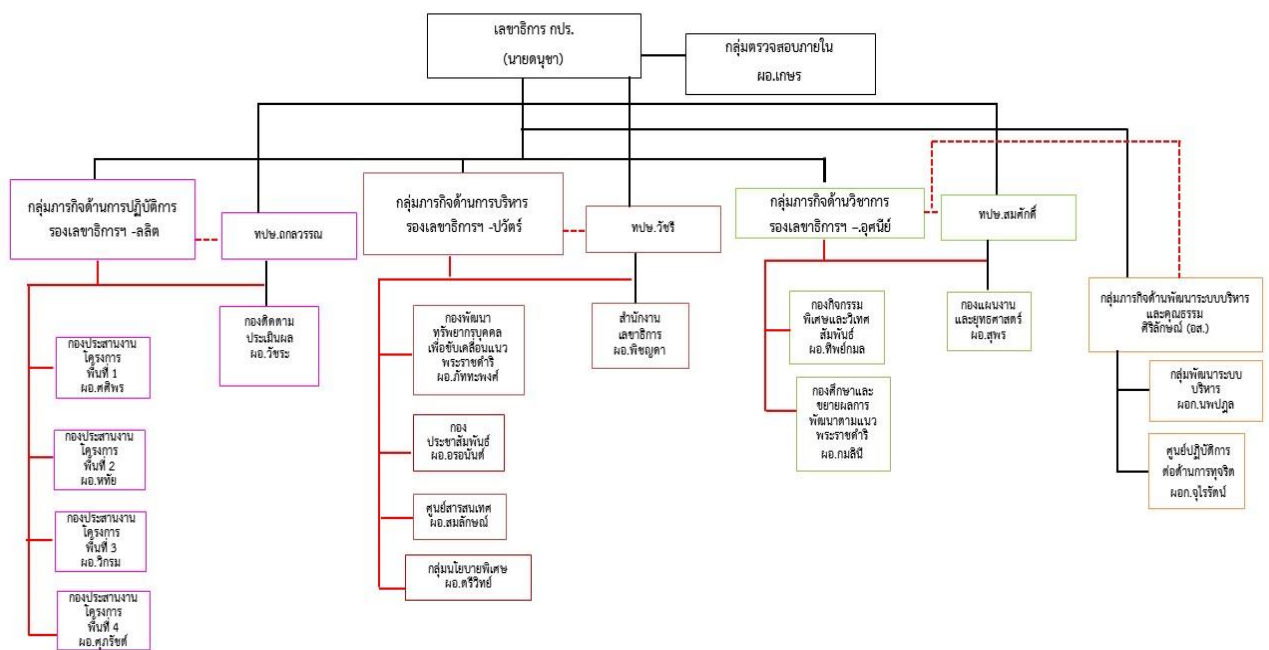 เลขาธิการ กปร.
(นายดนุชา)
กลุ่มตรวจสอบภายใน
ผอ.เกษร
กลุ่มภารกิจด้านการปฏิบัติการ
รองเลขาธิการฯ -ลลิต
ทปษ.ถกลวรรณ
กลุ่มภารกิจด้านการบริหาร
รองเลขาธิการฯ -ปวัตร์
ทปษ.วัชรี
กลุ่มภารกิจด้านวิชาการ
รองเลขาธิการฯ –.อุศนีย์
ทปษ.สมศักดิ์
กลุ่มภารกิจด้านพัฒนาระบบบริหาร
และคุณธรรม
ศิริลักษณ์ (อส.)
กองประสานงาน
โครงการ
พื้นที่ 1
ผอ.ศศิพร
กองประสานงาน
โครงการ
พื้นที่ 2
ผอ.หทัย
กองประสานงาน
โครงการ
พื้นที่ 3
ผอ.วิกรม
กองประสานงาน
โครงการ
พื้นที่ 4
ผอ.ศุภรัชต์
กองติดตาม
ประเมินผล
ผอ.วัชระ
กองพัฒนา
ทรัพยากรบุคคล
เพื่อขับเคลื่อนแนว
พระราชดำริ
ผอ.ภัททะพงศ์
กอง
ประชาสัมพันธ์
ผอ.อรอนันต์
ศูนย์สารสนเทศ
ผอ.สมลักษณ์
กลุ่มนโยบายพิเศษ
ผอ.ตรีวิทย์
สำนักงาน
เลขาธิการ
ผอ.พิชญดา
กองกิจกรรม
พิเศษและวิเทศ
สัมพันธ์
ผอ.ทิพย์กมล
กองศึกษาและ
ขยายผลการ
พัฒนาตามแนว
พระราชดำริ
ผอ.กมลินี
กองแผนงาน
และยุทธศาสตร์
ผอ.สุพร
กลุ่มพัฒนาระบบ
บริหาร
ผอก.นพปฎล
ศูนย์ปฏิบัติการ
ต่อต้านการทุจริต
ผอก.จุไรรัตน์